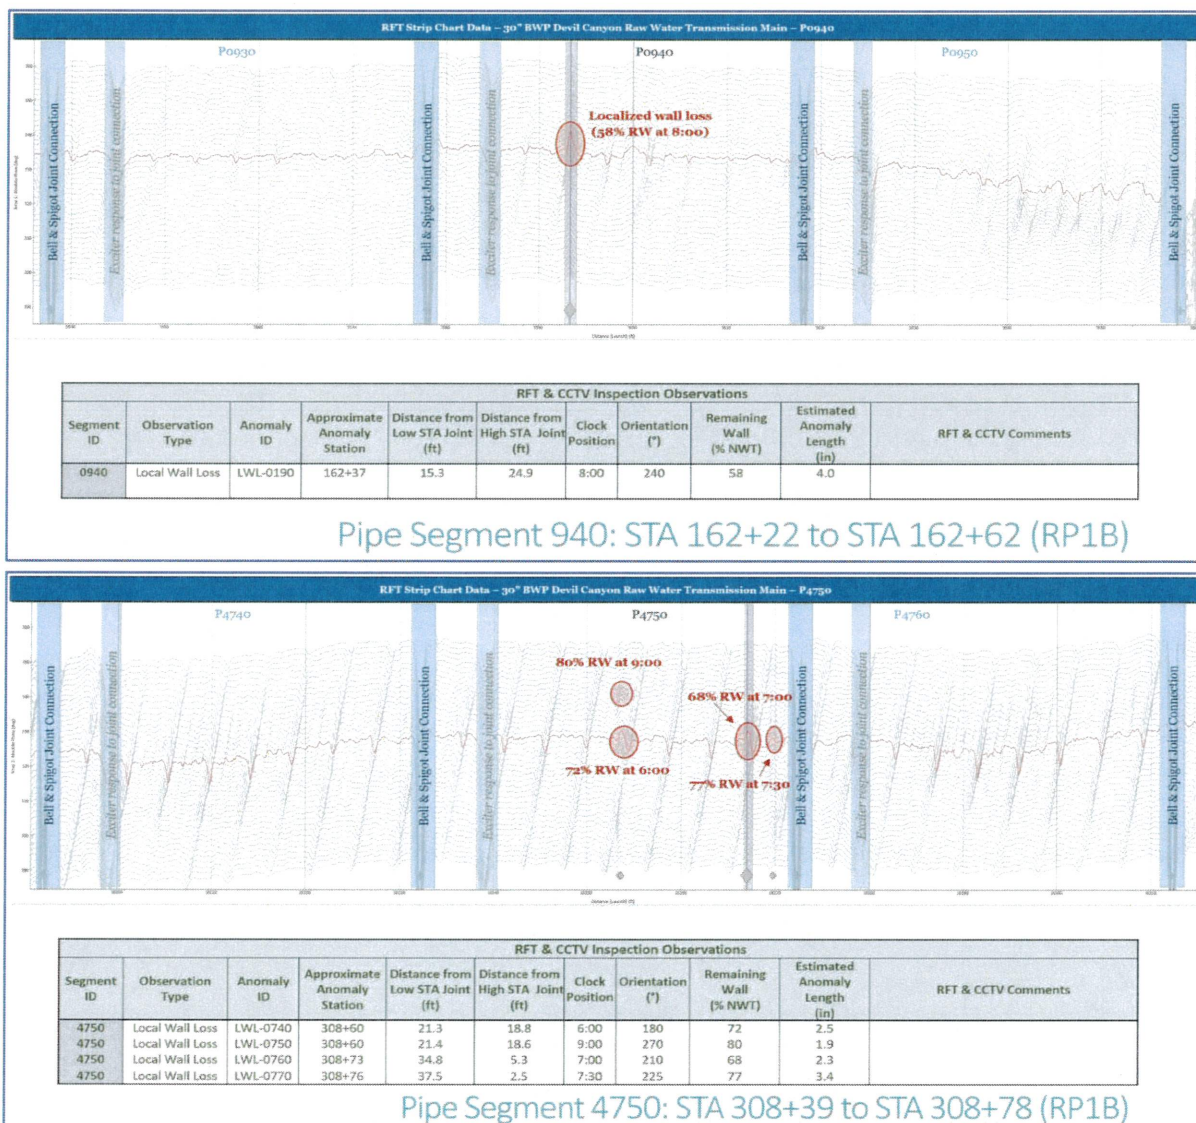 RFT Strip Chart Data – 30" BWP Devil Canyon Raw Water Transmission Main – P0940
P0930 P0940 P0950
Bell & Spigot Joint Connection
Exciter response to joint connection
Bell & Spigot Joint Connection
Exciter response to joint connection
Localized wall loss
(58% RW at 8:00)
Bell & Spigot Joint Connection
Exciter response to joint connection
Bell & Spigot Joint Connection
RFT & CCTV Inspection Observations
Segment ID Observation Type Anomaly ID Approximate Anomaly Station Distance from Low STA Joint (ft) Distance from High STA Joint (ft) Clock Position Orientation (°) Remaining Wall (% NWT) Estimated Anomaly Length (in) RFT & CCTV Comments
0940 Local Wall Loss LWL-0190 162+37 15.3 24.9 8:00 240 58 4.0
Pipe Segment 940: STA 162+22 to STA 162+62 (RP1B)
RFT Strip Chart Data – 30" BWP Devil Canyon Raw Water Transmission Main – P4750
P4740 P4750 P4760
Bell & Spigot Joint Connection
Exciter response to joint connection
Bell & Spigot Joint Connection
Exciter response to joint connection
80% RW at 9:00
72% RW at 6:00
68% RW at 7:00
77% RW at 7:30
Bell & Spigot Joint Connection
Exciter response to joint connection
Bell & Spigot Joint Connection
RFT & CCTV Inspection Observations
Segment ID Observation Type Anomaly ID Approximate Anomaly Station Distance from Low STA Joint (ft) Distance from High STA Joint (ft) Clock Position Orientation (°) Remaining Wall (% NWT) Estimated Anomaly Length (in) RFT & CCTV Comments
4750 Local Wall Loss LWL-0740 308+60 21.3 18.8 6:00 180 72 2.5
4750 Local Wall Loss LWL-0750 308+60 21.4 18.6 9:00 270 80 1.9
4750 Local Wall Loss LWL-0760 308+73 34.8 5.3 7:00 210 68 2.3
4750 Local Wall Loss LWL-0770 308+76 37.5 2.5 7:30 225 77 3.4
Pipe Segment 4750: STA 308+39 to STA 308+78 (RP1B)